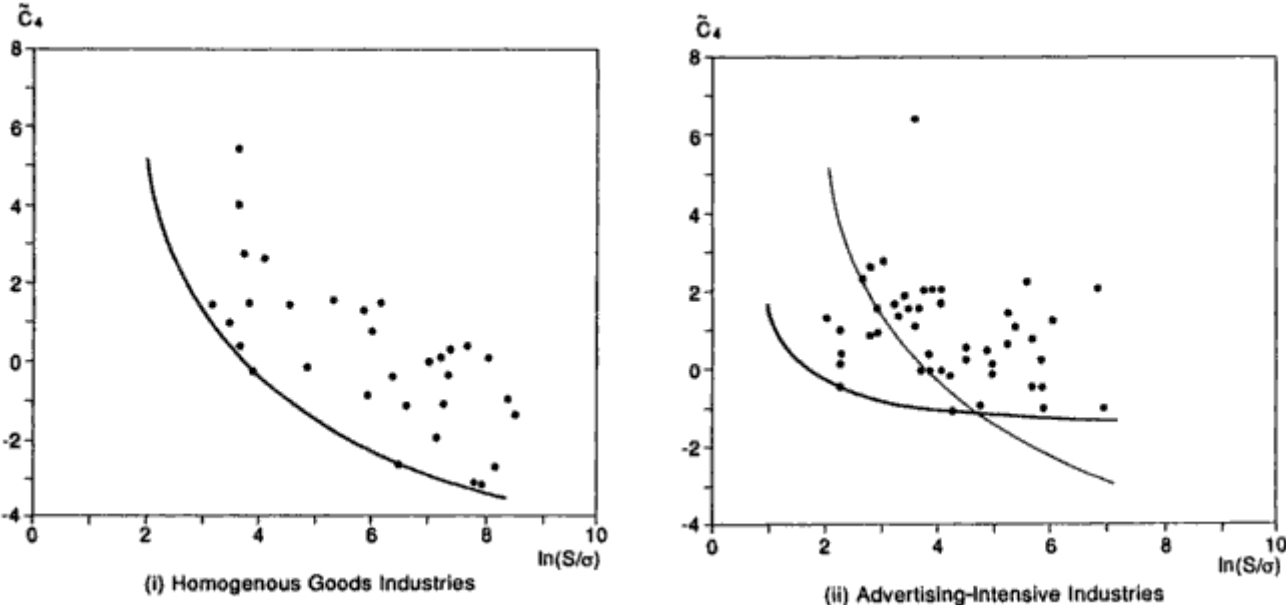 C̃₄
8
6
4
2
0
-2
-4
0 2 4 6 8 10
ln(S/σ)
(i) Homogenous Goods Industries
C̃₄
8
6
4
2
0
-2
-4
0 2 4 6 8 10
ln(S/σ)
(ii) Advertising-Intensive Industries